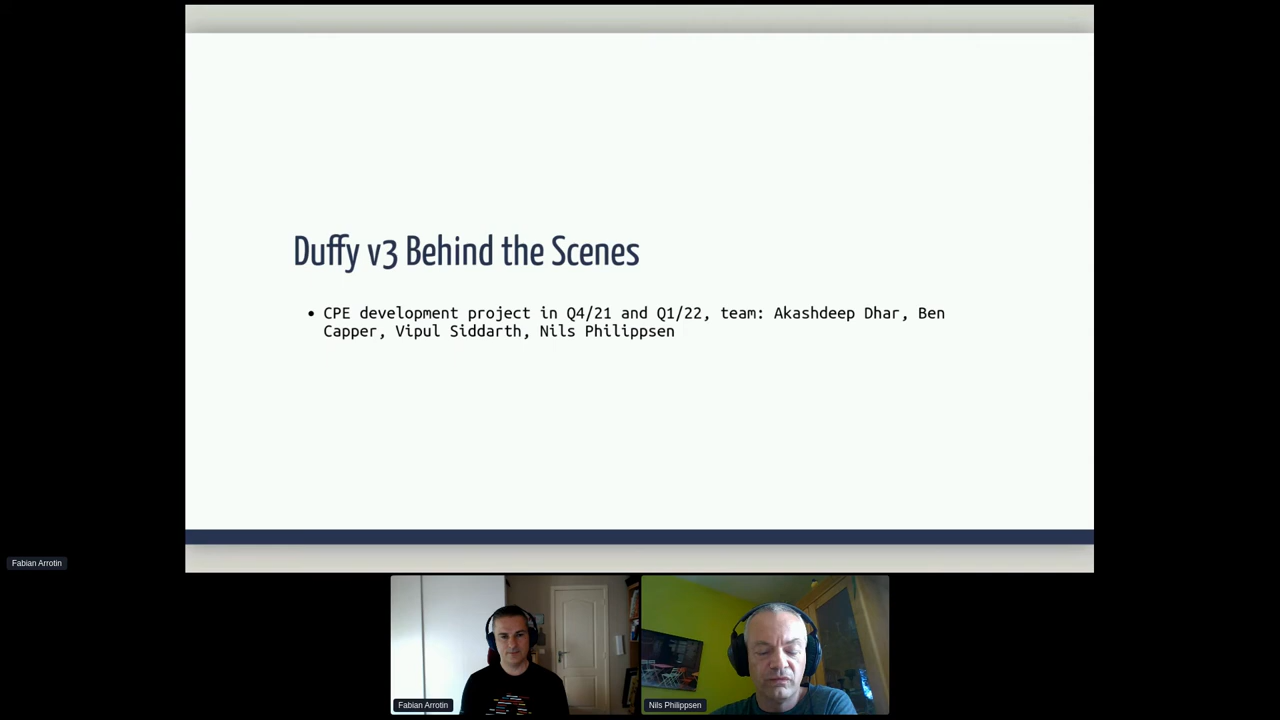 Duffy v3 Behind the Scenes
• CPE development project in Q4/21 and Q1/22, team: Akashdeep Dhar, Ben
Capper, Vipul Siddarth, Nils Philippsen
Fabian Arrotin
Fabian Arrotin
Nils Philippsen